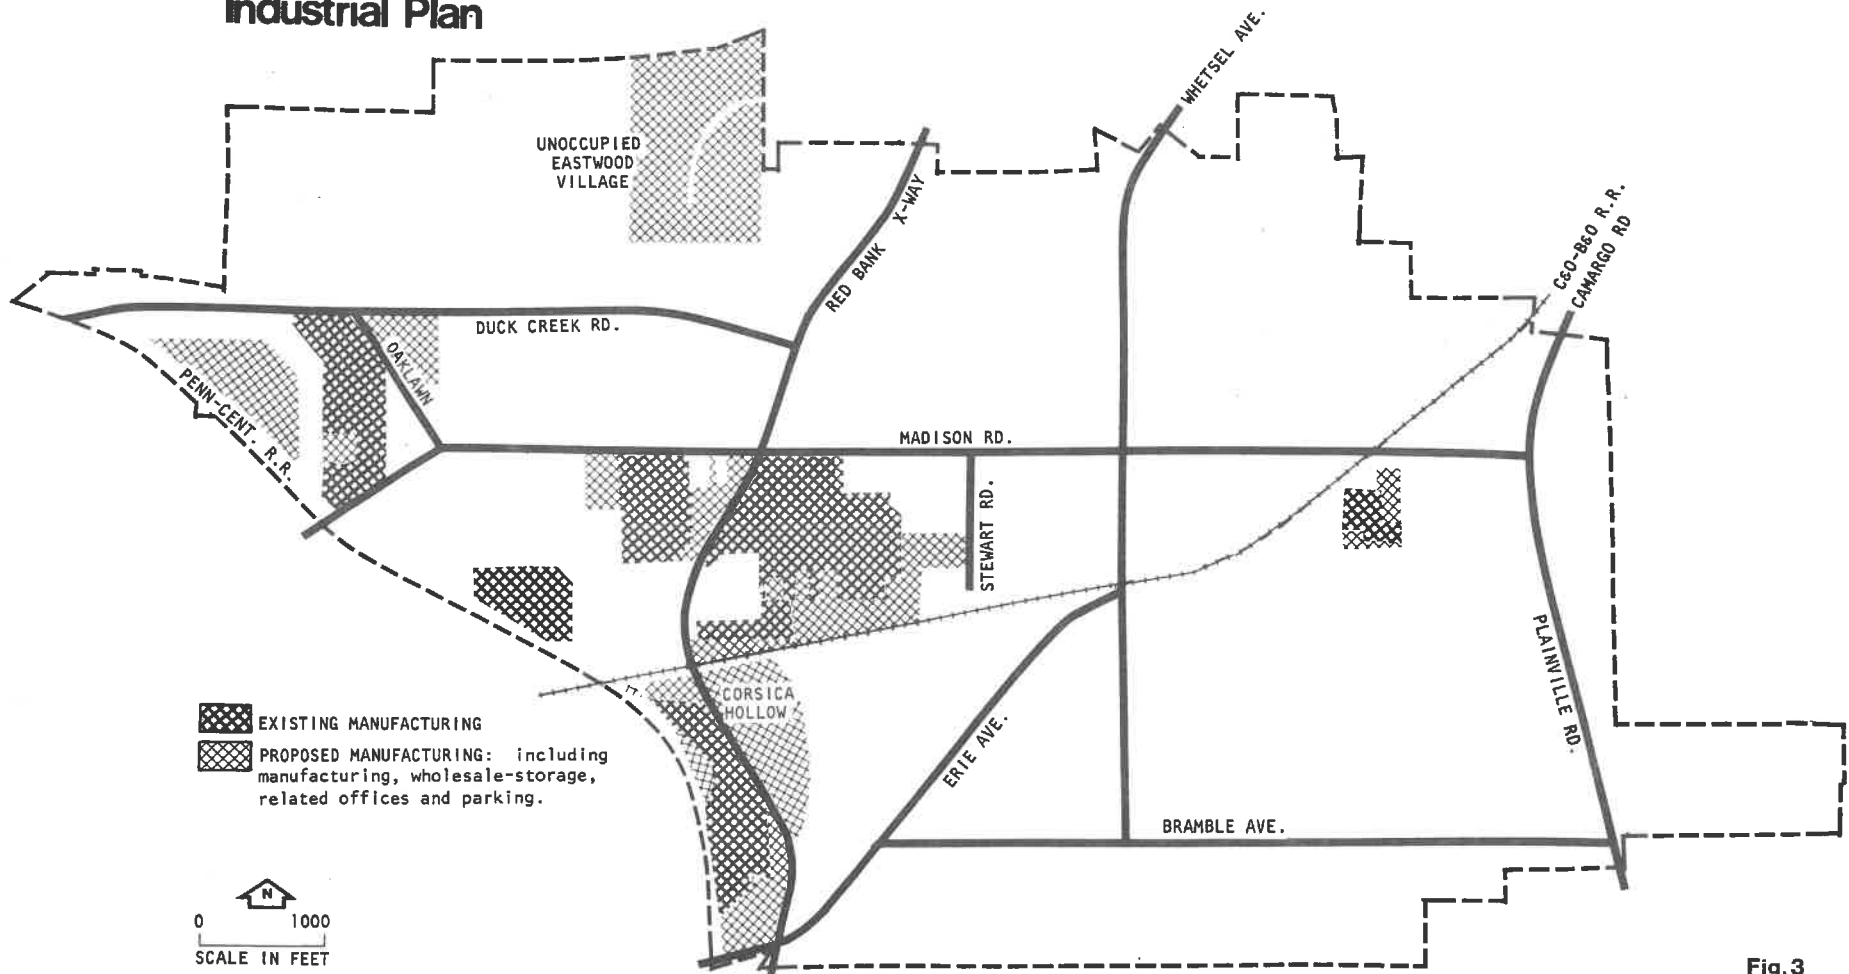 Industrial Plan
WHETSEL AVE.
UNOCCUPIED
EASTWOOD
VILLAGE
RED BANK X-WAY
C&O-B&O R.R.
CAMARGO RD
DUCK CREEK RD.
OAKLAWN
PENN-CENT. R.R.
MADISON RD.
STEWART RD.
PLAINVILLE RD.
CORSICA
HOLLOW
EXISTING MANUFACTURING
PROPOSED MANUFACTURING: including
manufacturing, wholesale-storage,
related offices and parking.
ERIE AVE.
BRAMBLE AVE.
N
0 1000
SCALE IN FEET
Fig.3